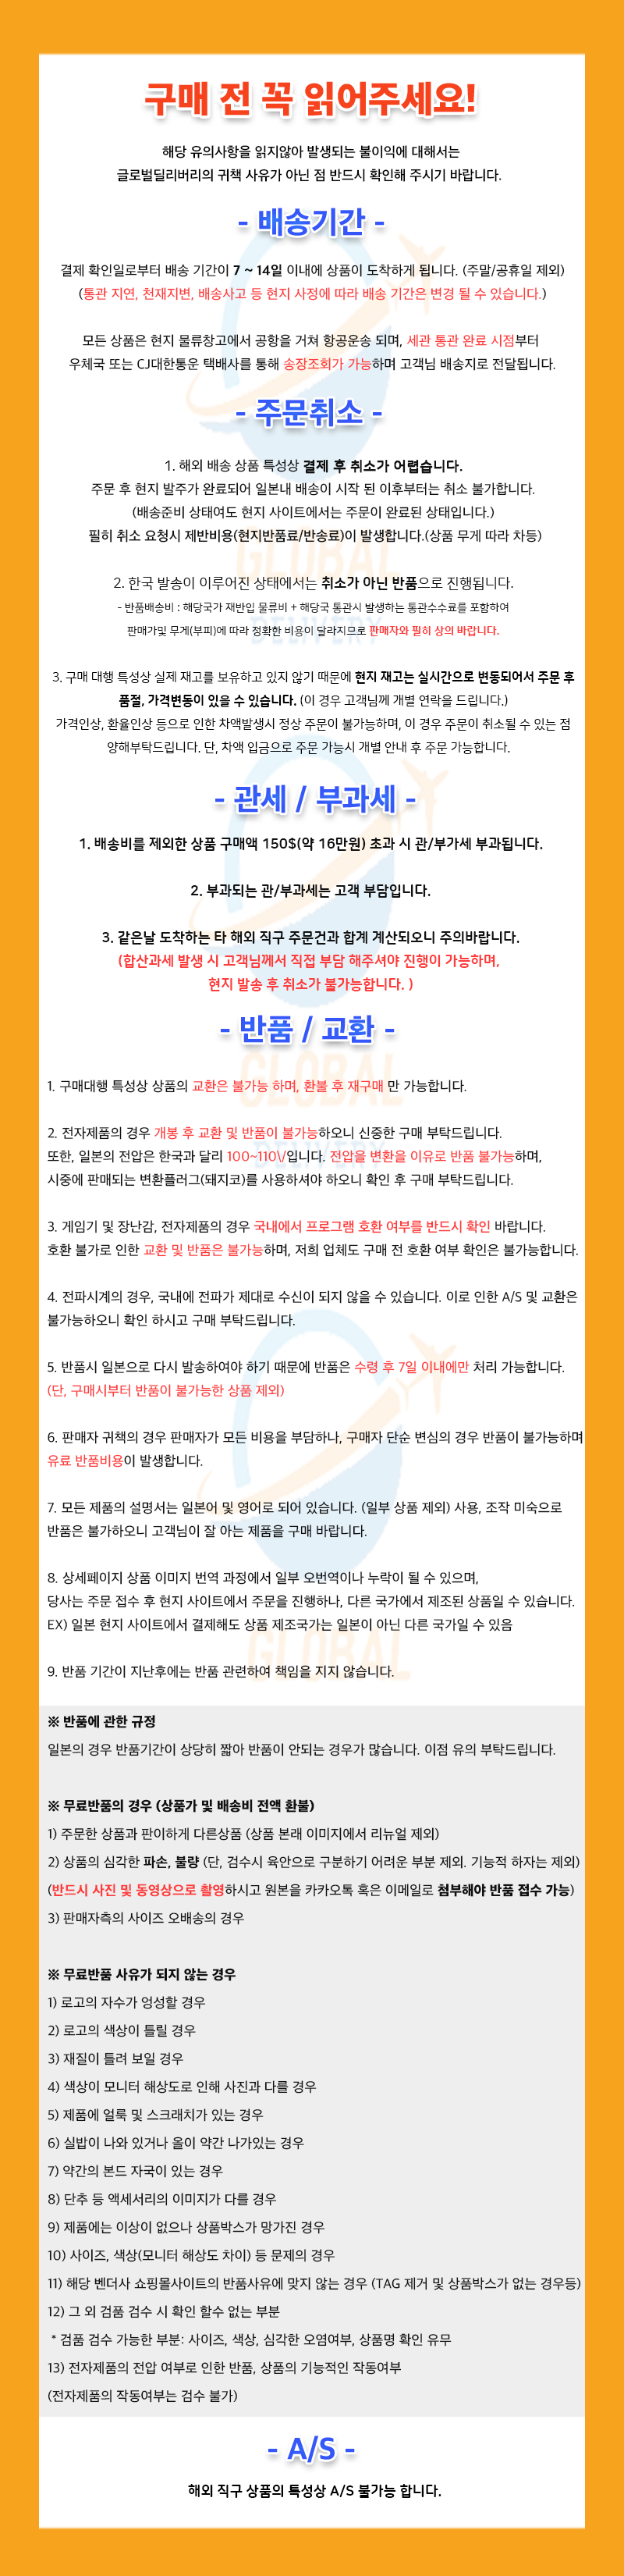 구매 전 꼭 읽어주세요!
해당 유의사항을 읽지않아 발생되는 불이익에 대해서는
글로벌딜리버리의 귀책 사유가 아닌 점 반드시 확인해 주시기 바랍니다.
- 배송기간 -
결제 확인일로부터 배송 기간이 7 ~ 14일 이내에 상품이 도착하게 됩니다. (주말/공휴일 제외)
(통관 지연, 천재지변, 배송사고 등 현지 사정에 따라 배송 기간은 변경 될 수 있습니다.)
모든 상품은 현지 물류창고에서 공항을 거쳐 항공운송 되며, 세관 통관 완료 시점부터
우체국 또는 CJ대한통운 택배사를 통해 송장조회가 가능하며 고객님 배송지로 전달됩니다.
- 주문취소 -
1. 해외 배송 상품 특성상 결제 후 취소가 어렵습니다.
주문 후 현지 발주가 완료되어 일본내 배송이 시작 된 이후부터는 취소 불가합니다.
(배송준비 상태여도 현지 사이트에서는 주문이 완료된 상태입니다.)
필히 취소 요청시 제반비용(현지반품료/반송료)이 발생합니다.(상품 무게 따라 차등)
GLOBAL
2. 한국 발송이 이루어진 상태에서는 취소가 아닌 반품으로 진행됩니다.
- 반품배송비 : 해당국가 재반입 물류비 + 해당국 통관시 발생하는 통관수수료를 포함하여
판매가및 무게(부피)에 따라 정확한 비용이 달라지므로 판매자와 필히 상의 바랍니다.
DELIVERY
3. 구매 대행 특성상 실제 재고를 보유하고 있지 않기 때문에 현지 재고는 실시간으로 변동되어서 주문 후
품절, 가격변동이 있을 수 있습니다. (이 경우 고객님께 개별 연락을 드립니다.)
가격인상, 환율인상 등으로 인한 차액발생시 정상 주문이 불가능하며, 이 경우 주문이 취소될 수 있는 점
양해부탁드립니다. 단, 차액 입금으로 주문 가능시 개별 안내 후 주문 가능합니다.
- 관세 / 부과세 -
1. 배송비를 제외한 상품 구매액 150$(약 16만원) 초과 시 관/부가세 부과됩니다.
2. 부과되는 관/부과세는 고객 부담입니다.
3. 같은날 도착하는 타 해외 직구 주문건과 합계 계산되오니 주의바랍니다.
(합산과세 발생 시 고객님께서 직접 부담 해주셔야 진행이 가능하며,
현지 발송 후 취소가 불가능합니다. )
- 반품 / 교환 -
GLOBAL
1. 구매대행 특성상 상품의 교환은 불가능 하며, 환불 후 재구매 만 가능합니다.
2. 전자제품의 경우 개봉 후 교환 및 반품이 불가능하오니 신중한 구매 부탁드립니다.
DELIVERY
또한, 일본의 전압은 한국과 달리 100~110\/입니다. 전압을 변환을 이유로 반품 불가능하며,
시중에 판매되는 변환플러그(돼지코)를 사용하셔야 하오니 확인 후 구매 부탁드립니다.
3. 게임기 및 장난감, 전자제품의 경우 국내에서 프로그램 호환 여부를 반드시 확인 바랍니다.
호환 불가로 인한 교환 및 반품은 불가능하며, 저희 업체도 구매 전 호환 여부 확인은 불가능합니다.
4. 전파시계의 경우, 국내에 전파가 제대로 수신이 되지 않을 수 있습니다. 이로 인한 A/S 및 교환은
불가능하오니 확인 하시고 구매 부탁드립니다.
5. 반품시 일본으로 다시 발송하여야 하기 때문에 반품은 수령 후 7일 이내에만 처리 가능합니다.
(단, 구매시부터 반품이 불가능한 상품 제외)
6. 판매자 귀책의 경우 판매자가 모든 비용을 부담하나, 구매자 단순 변심의 경우 반품이 불가능하며
유료 반품비용이 발생합니다.
7. 모든 제품의 설명서는 일본어 및 영어로 되어 있습니다. (일부 상품 제외) 사용, 조작 미숙으로
반품은 불가하오니 고객님이 잘 아는 제품을 구매 바랍니다.
8. 상세페이지 상품 이미지 번역 과정에서 일부 오번역이나 누락이 될 수 있으며,
당사는 주문 접수 후 현지 사이트에서 주문을 진행하나, 다른 국가에서 제조된 상품일 수 있습니다.
EX) 일본 현지 사이트에서 결제해도 상품 제조국가는 일본이 아닌 다른 국가일 수 있음
GLOBAL
9. 반품 기간이 지난후에는 반품 관련하여 책임을 지지 않습니다.
※ 반품에 관한 규정
일본의 경우 반품기간이 상당히 짧아 반품이 안되는 경우가 많습니다. 이점 유의 부탁드립니다.
※ 무료반품의 경우 (상품가 및 배송비 전액 환불)
1) 주문한 상품과 판이하게 다른상품 (상품 본래 이미지에서 리뉴얼 제외)
2) 상품의 심각한 파손, 불량 (단, 검수시 육안으로 구분하기 어려운 부분 제외. 기능적 하자는 제외)
(반드시 사진 및 동영상으로 촬영하시고 원본을 카카오톡 혹은 이메일로 첨부해야 반품 접수 가능)
3) 판매자측의 사이즈 오배송의 경우
※ 무료반품 사유가 되지 않는 경우
1) 로고의 자수가 엉성할 경우
2) 로고의 색상이 틀릴 경우
3) 재질이 틀려 보일 경우
4) 색상이 모니터 해상도로 인해 사진과 다를 경우
5) 제품에 얼룩 및 스크래치가 있는 경우
6) 실밥이 나와 있거나 올이 약간 나가있는 경우
7) 약간의 본드 자국이 있는 경우
8) 단추 등 액세서리의 이미지가 다를 경우
9) 제품에는 이상이 없으나 상품박스가 망가진 경우
10) 사이즈, 색상(모니터 해상도 차이) 등 문제의 경우
11) 해당 벤더사 쇼핑몰사이트의 반품사유에 맞지 않는 경우 (TAG 제거 및 상품박스가 없는 경우등)
12) 그 외 검품 검수 시 확인 할수 없는 부분
* 검품 검수 가능한 부분: 사이즈, 색상, 심각한 오염여부, 상품명 확인 유무
13) 전자제품의 전압 여부로 인한 반품, 상품의 기능적인 작동여부
(전자제품의 작동여부는 검수 불가)
- A/S -
해외 직구 상품의 특성상 A/S 불가능 합니다.